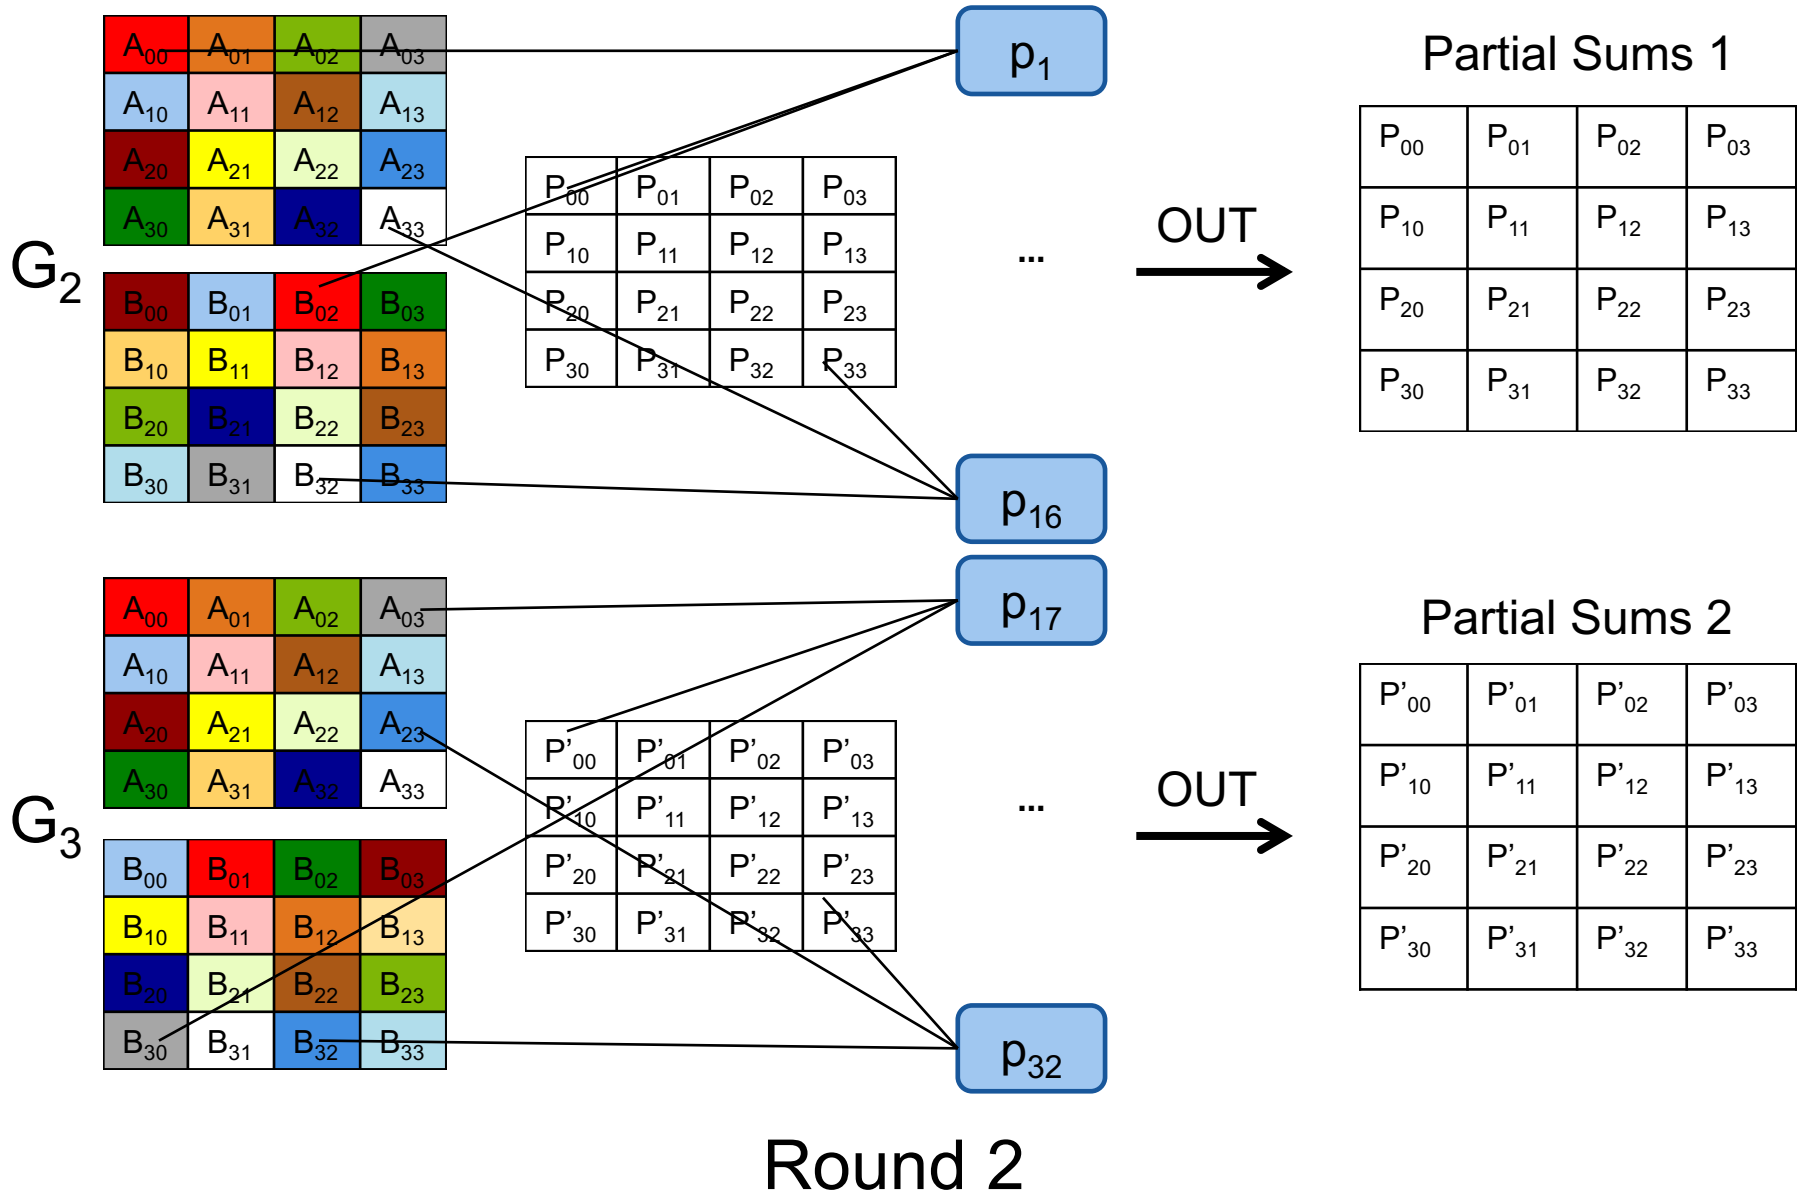 G₂
A₀₀ A₀₁ A₀₂ A₀₃
A₁₀ A₁₁ A₁₂ A₁₃
A₂₀ A₂₁ A₂₂ A₂₃
A₃₀ A₃₁ A₃₂ A₃₃
B₀₀ B₀₁ B₀₂ B₀₃
B₁₀ B₁₁ B₁₂ B₁₃
B₂₀ B₂₁ B₂₂ B₂₃
B₃₀ B₃₁ B₃₂ B₃₃
P₀₀ P₀₁ P₀₂ P₀₃
P₁₀ P₁₁ P₁₂ P₁₃
P₂₀ P₂₁ P₂₂ P₂₃
P₃₀ P₃₁ P₃₂ P₃₃
p₁
...
p₁₆
OUT
Partial Sums 1
P₀₀ P₀₁ P₀₂ P₀₃
P₁₀ P₁₁ P₁₂ P₁₃
P₂₀ P₂₁ P₂₂ P₂₃
P₃₀ P₃₁ P₃₂ P₃₃
G₃
A₀₀ A₀₁ A₀₂ A₀₃
A₁₀ A₁₁ A₁₂ A₁₃
A₂₀ A₂₁ A₂₂ A₂₃
A₃₀ A₃₁ A₃₂ A₃₃
B₀₀ B₀₁ B₀₂ B₀₃
B₁₀ B₁₁ B₁₂ B₁₃
B₂₀ B₂₁ B₂₂ B₂₃
B₃₀ B₃₁ B₃₂ B₃₃
P’₀₀ P’₀₁ P’₀₂ P’₀₃
P’₁₀ P’₁₁ P’₁₂ P’₁₃
P’₂₀ P’₂₁ P’₂₂ P’₂₃
P’₃₀ P’₃₁ P’₃₂ P’₃₃
p₁₇
...
p₃₂
OUT
Partial Sums 2
P’₀₀ P’₀₁ P’₀₂ P’₀₃
P’₁₀ P’₁₁ P’₁₂ P’₁₃
P’₂₀ P’₂₁ P’₂₂ P’₂₃
P’₃₀ P’₃₁ P’₃₂ P’₃₃
Round 2